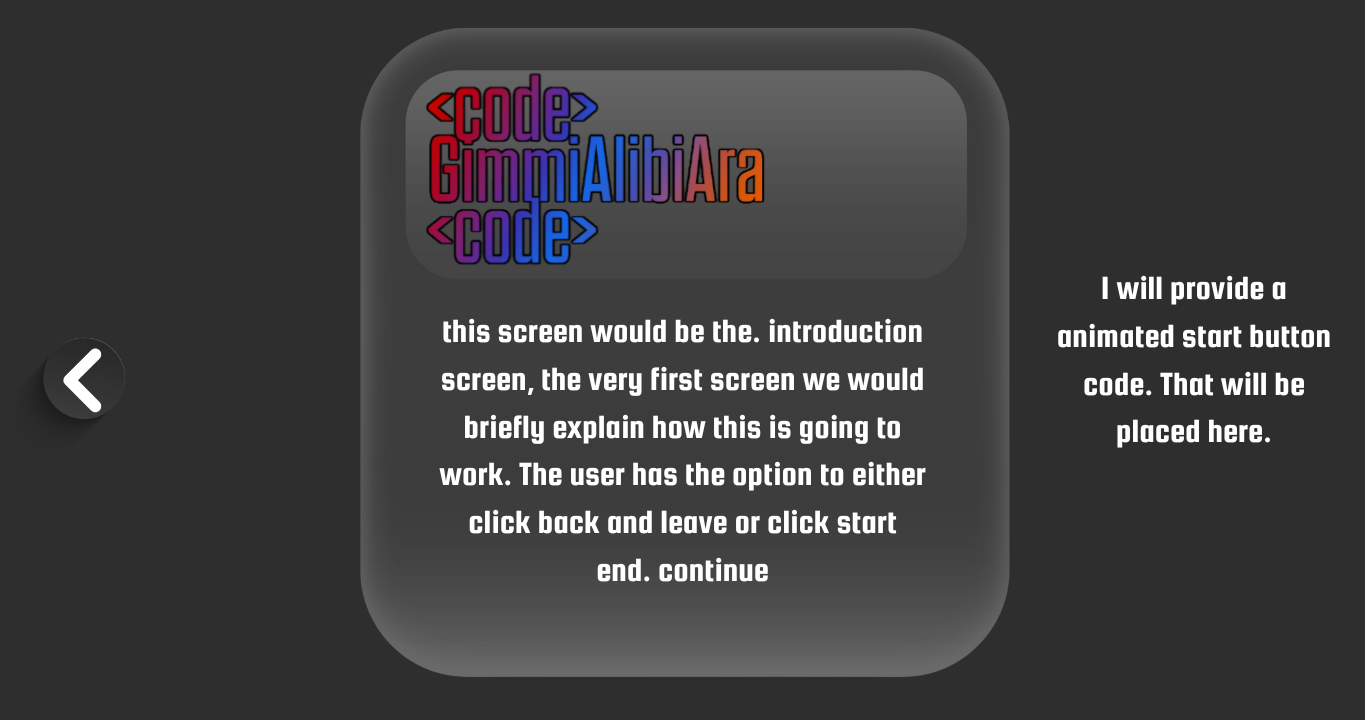 <code>
GimmiAlibiAra
<code>
this screen would be the. introduction
screen, the very first screen we would
briefly explain how this is going to
work. The user has the option to either
click back and leave or click start
end. continue
I will provide a
animated start button
code. That will be
placed here.